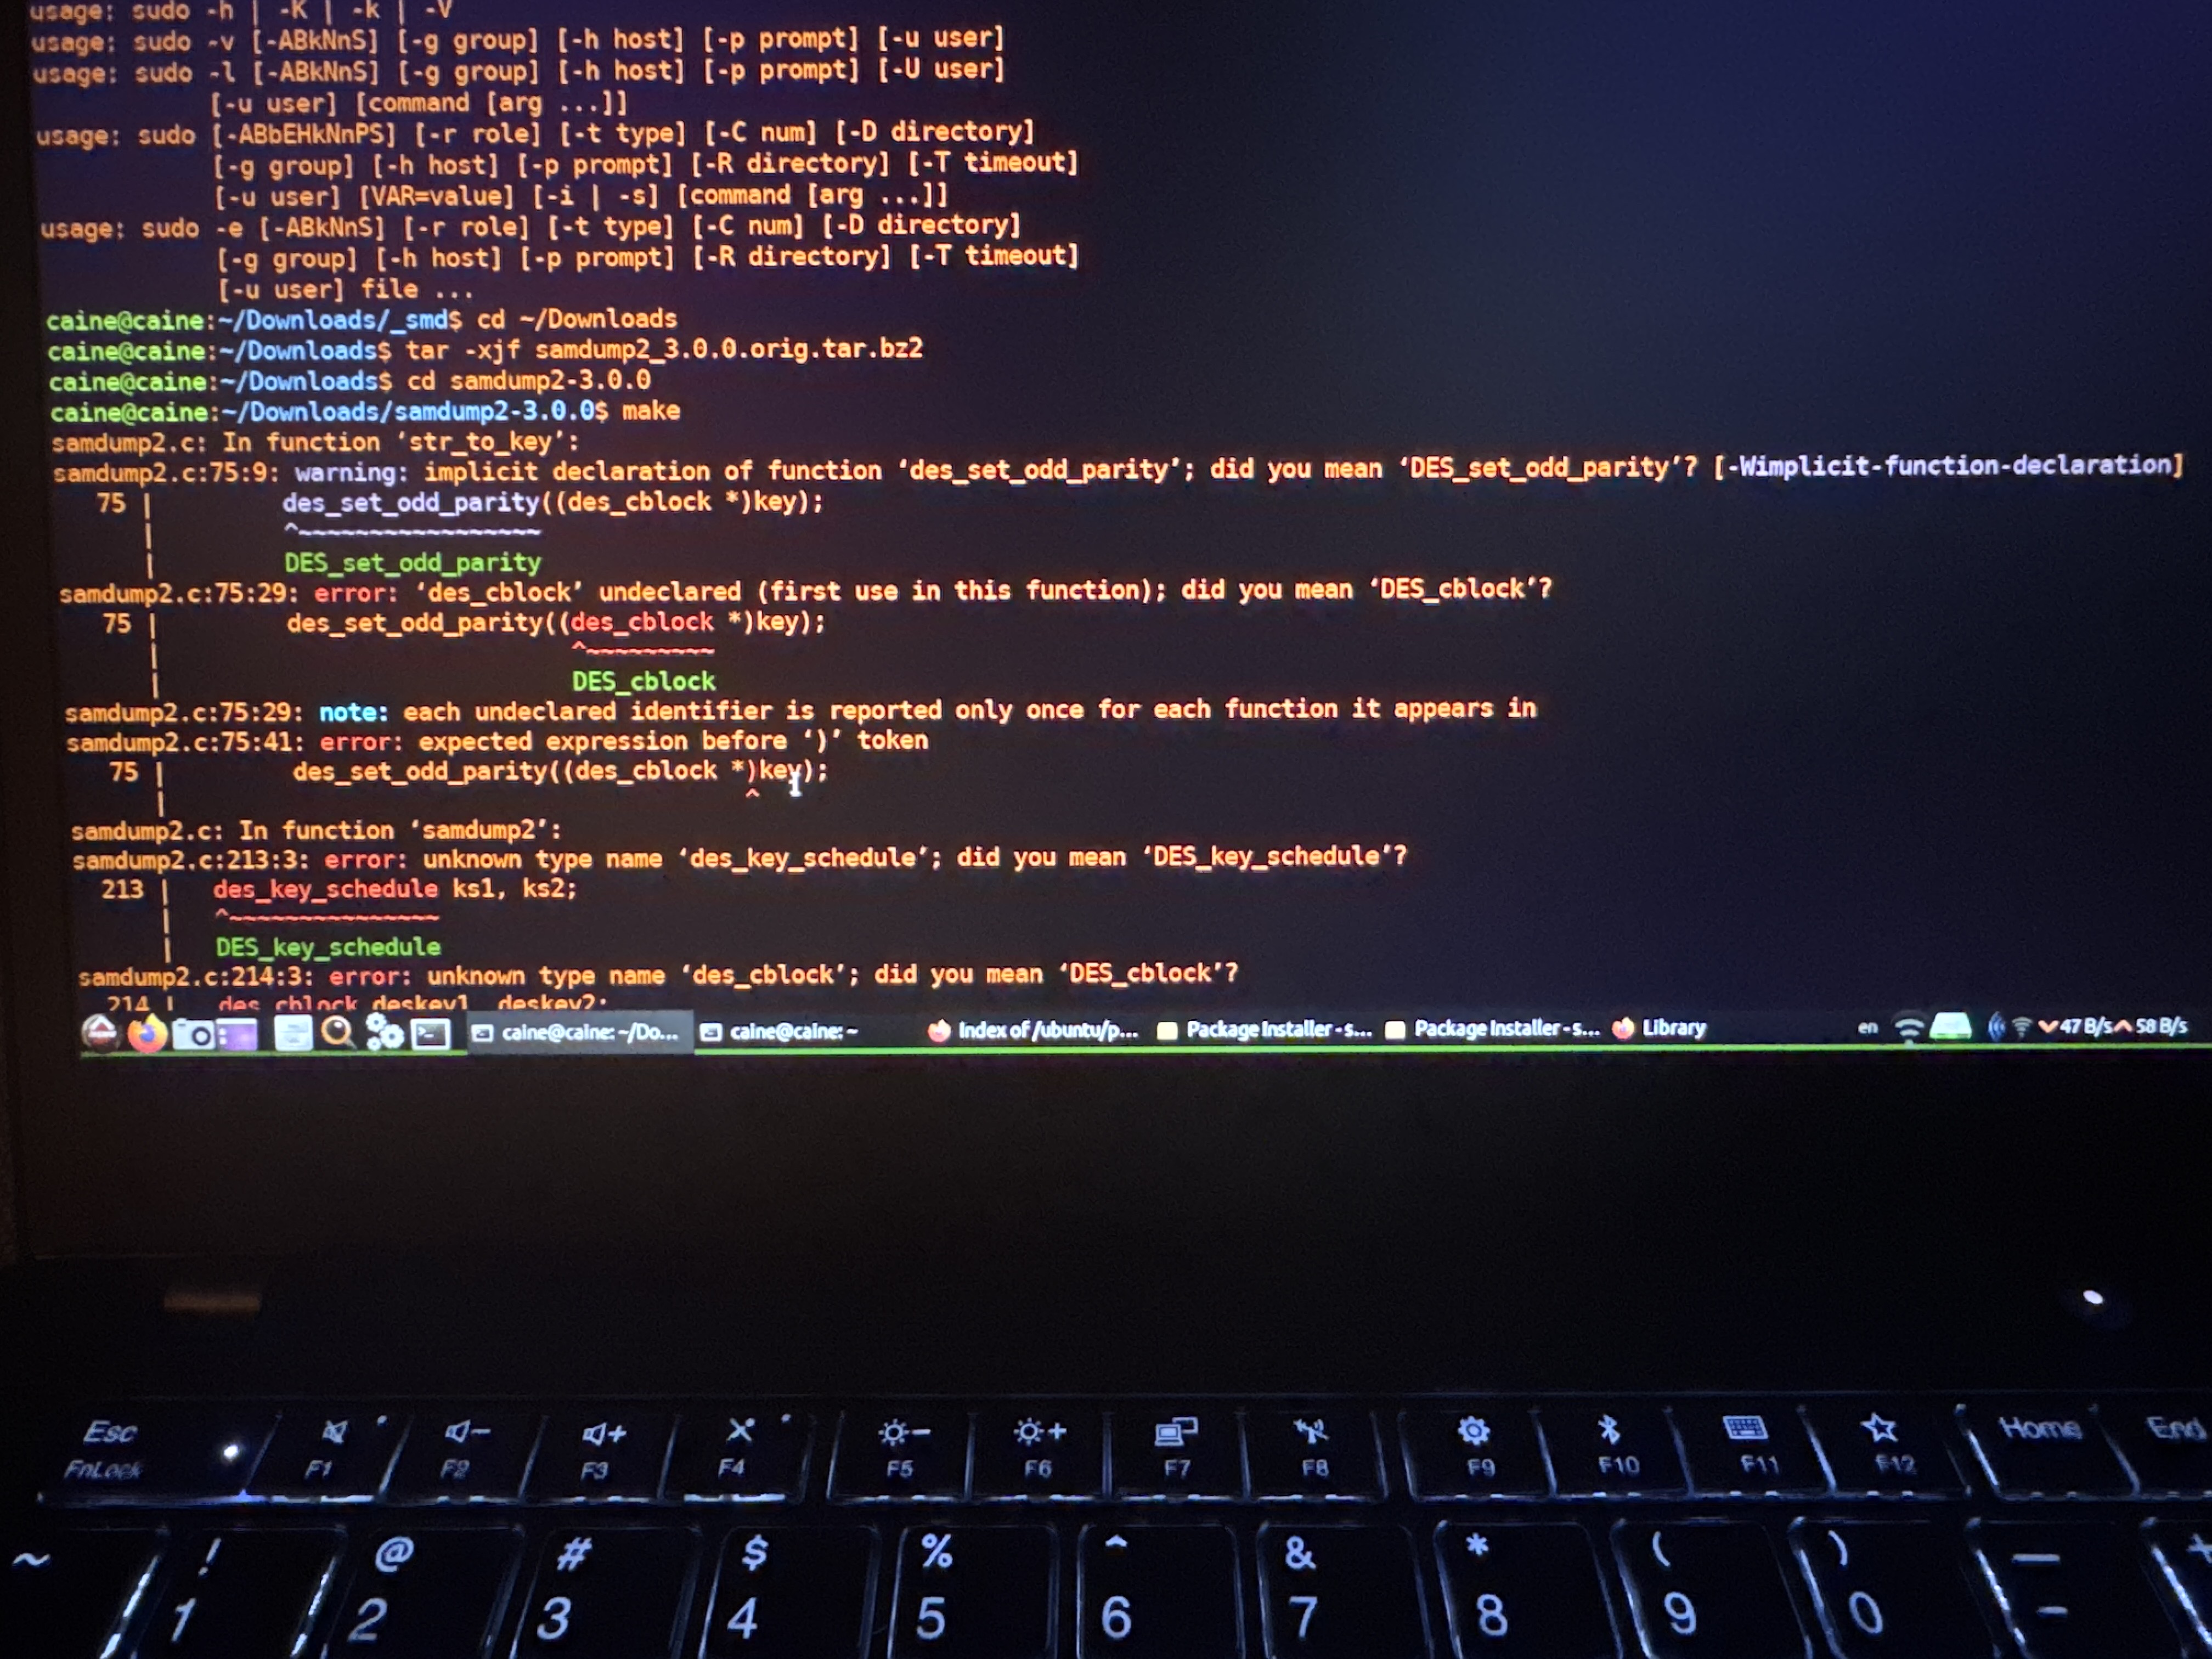 usage: sudo -h | -K | -k | -V
usage: sudo -v [-ABkNnS] [-g group] [-h host] [-p prompt] [-u user]
usage: sudo -l [-ABkNnS] [-g group] [-h host] [-p prompt] [-U user]
[-u user] [command [arg ...]]
usage: sudo [-ABbEHkNnPS] [-r role] [-t type] [-C num] [-D directory]
[-g group] [-h host] [-p prompt] [-R directory] [-T timeout]
[-u user] [VAR=value] [-i | -s] [command [arg ...]]
usage: sudo -e [-ABkNnS] [-r role] [-t type] [-C num] [-D directory]
[-g group] [-h host] [-p prompt] [-R directory] [-T timeout]
[-u user] file ...
caine@caine:~/Downloads/_smd$ cd ~/Downloads
caine@caine:~/Downloads$ tar -xjf samdump2_3.0.0.orig.tar.bz2
caine@caine:~/Downloads$ cd samdump2-3.0.0
caine@caine:~/Downloads/samdump2-3.0.0$ make
samdump2.c: In function ‘str_to_key’:
samdump2.c:75:9: warning: implicit declaration of function ‘des_set_odd_parity’; did you mean ‘DES_set_odd_parity’? [-Wimplicit-function-declaration]
75 | des_set_odd_parity((des_cblock *)key);
| ^~~~~~~~~~~~~~~~~~
| DES_set_odd_parity
samdump2.c:75:29: error: ‘des_cblock’ undeclared (first use in this function); did you mean ‘DES_cblock’?
75 | des_set_odd_parity((des_cblock *)key);
| ^~~~~~~~~~
| DES_cblock
samdump2.c:75:29: note: each undeclared identifier is reported only once for each function it appears in
samdump2.c:75:41: error: expected expression before ‘)’ token
75 | des_set_odd_parity((des_cblock *)key);
| ^
samdump2.c: In function ‘samdump2’:
samdump2.c:213:3: error: unknown type name ‘des_key_schedule’; did you mean ‘DES_key_schedule’?
213 | des_key_schedule ks1, ks2;
| ^~~~~~~~~~~~~~~~
| DES_key_schedule
samdump2.c:214:3: error: unknown type name ‘des_cblock’; did you mean ‘DES_cblock’?
214 | des_cblock deskey1, deskey2;
caine@caine: ~/Do... caine@caine: ~ Index of /ubuntu/p... Package Installer - s... Package Installer - s... Library en 47 B/s 58 B/s
Esc Home End
FnLock F1 F2 F3 F4 F5 F6 F7 F8 F9 F10 F11 F12
~ ! @ # $ % ^ & * ( ) — +
1 2 3 4 5 6 7 8 9 0 -